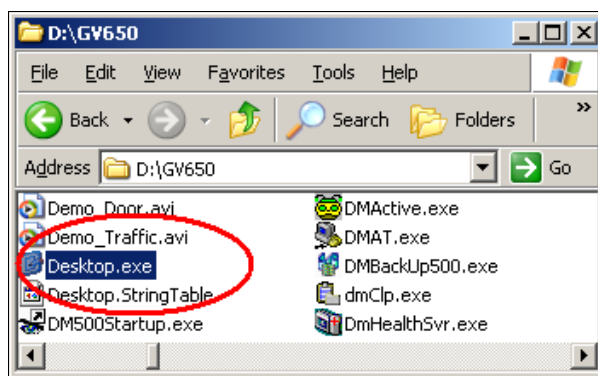 D:\GV650
File Edit View Favorites Tools Help
Back Search Folders »
Address D:\GV650 Go
Demo_Door.avi DMActive.exe
Demo_Traffic.avi DMAT.exe
Desktop.exe DMBackUp500.exe
Desktop.StringTable dmClp.exe
DM500Startup.exe DmHealthSvr.exe